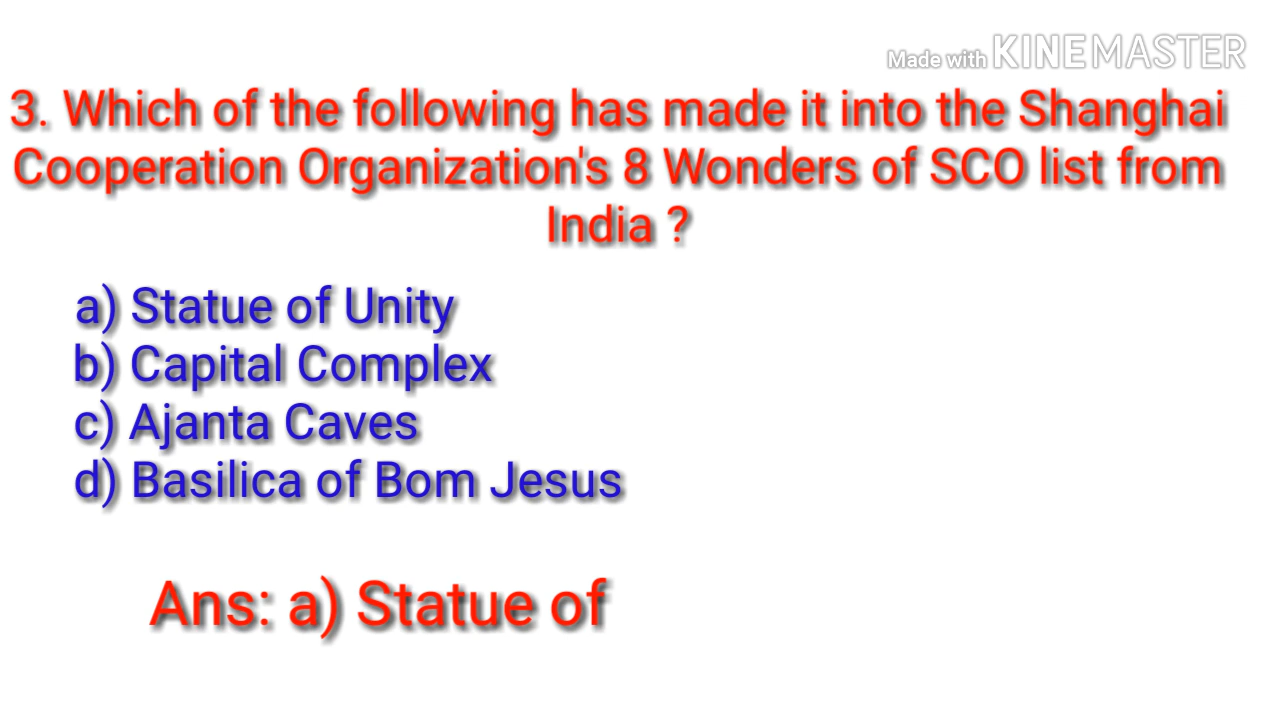 Made with KINEMASTER
3. Which of the following has made it into the Shanghai
Cooperation Organization's 8 Wonders of SCO list from
India ?
a) Statue of Unity
b) Capital Complex
c) Ajanta Caves
d) Basilica of Bom Jesus
Ans: a) Statue of